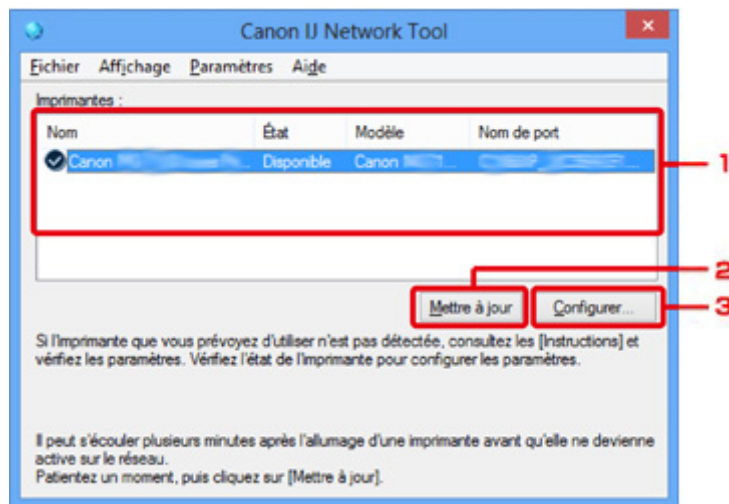 Canon IJ Network Tool
Fichier Affichage Paramètres Aide
Imprimantes :
Nom État Modèle Nom de port
Canon Disponible Canon
1
2
Mettre à jour Configurer... 3
Si l'imprimante que vous prévoyez d'utiliser n'est pas détectée, consultez les [Instructions] et
vérifiez les paramètres. Vérifiez l'état de l'imprimante pour configurer les paramètres.
Il peut s'écouler plusieurs minutes après l'allumage d'une imprimante avant qu'elle ne devienne
active sur le réseau.
Patientez un moment, puis cliquez sur [Mettre à jour].